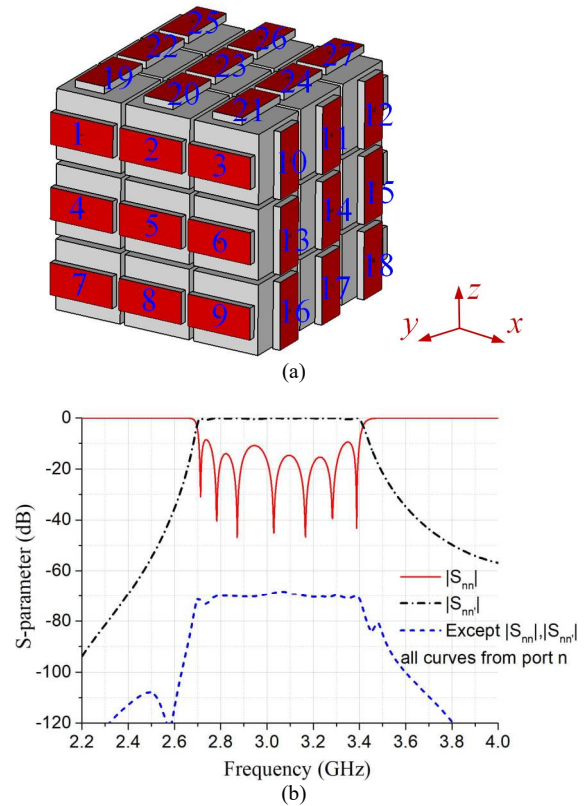 25
22 26
19 23 27
20 24
21 12
1 2 3 10 11
15
4 5 6 13 14
18
7 8 9 16 17
z
y x
(a)
0
-20
-40
-60
-80
-100
-120
S-parameter (dB)
|Snn|
|Snn'|
Except |Snn|,|Snn'|
all curves from port n
2.2 2.4 2.6 2.8 3.0 3.2 3.4 3.6 3.8 4.0
Frequency (GHz)
(b)